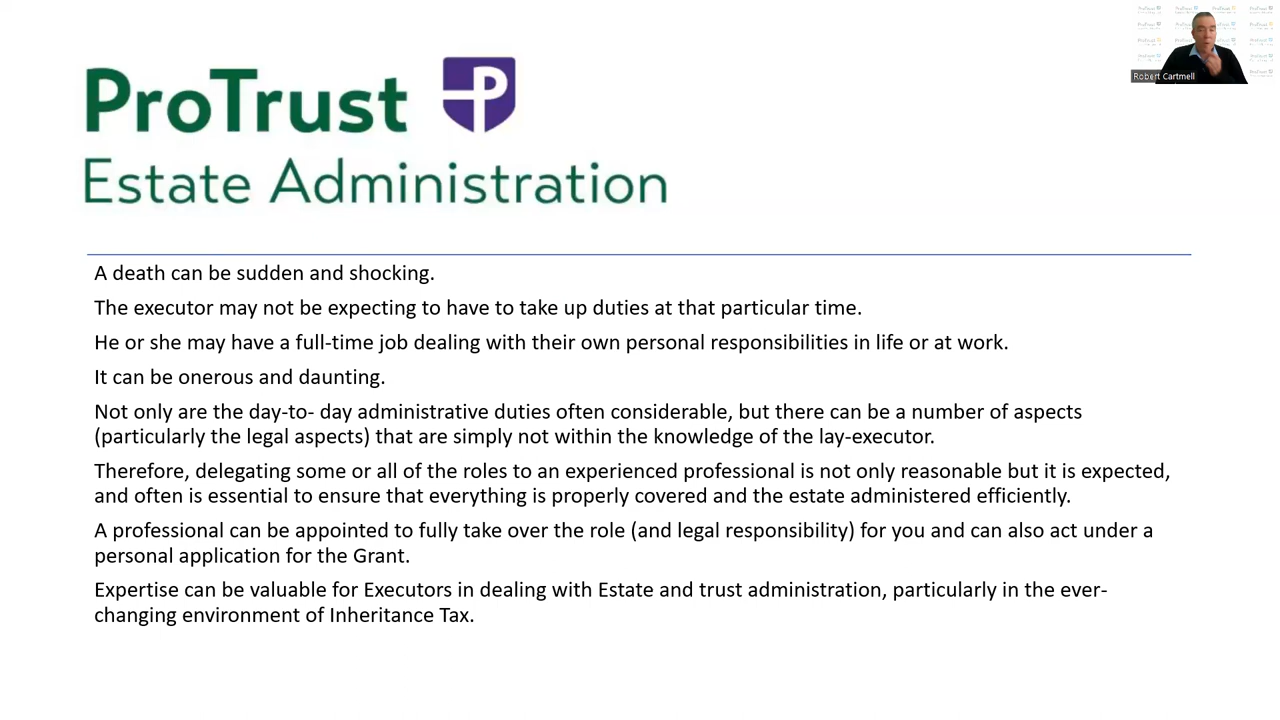 ProTrust
Estate Administration
Robert Cartmell
A death can be sudden and shocking.
The executor may not be expecting to have to take up duties at that particular time.
He or she may have a full-time job dealing with their own personal responsibilities in life or at work.
It can be onerous and daunting.
Not only are the day-to- day administrative duties often considerable, but there can be a number of aspects
(particularly the legal aspects) that are simply not within the knowledge of the lay-executor.
Therefore, delegating some or all of the roles to an experienced professional is not only reasonable but it is expected,
and often is essential to ensure that everything is properly covered and the estate administered efficiently.
A professional can be appointed to fully take over the role (and legal responsibility) for you and can also act under a
personal application for the Grant.
Expertise can be valuable for Executors in dealing with Estate and trust administration, particularly in the ever-
changing environment of Inheritance Tax.